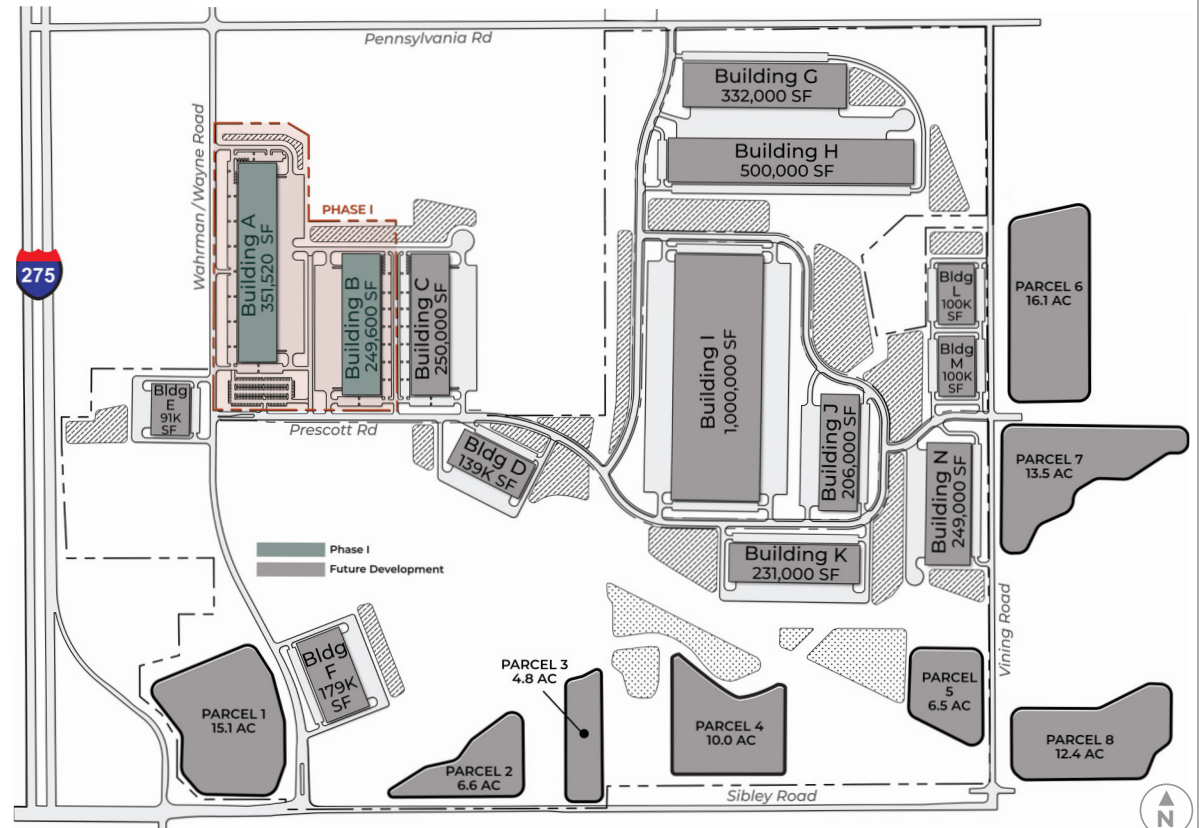 Pennsylvania Rd
Wahrman/Wayne Road
275
PHASE I
Building A
351,520 SF
Building B
249,600 SF
Building C
250,000 SF
Building G
332,000 SF
Building H
500,000 SF
Building I
1,000,000 SF
Building J
206,000 SF
Bldg
L
100K
SF
Bldg
M
100K
SF
PARCEL 6
16.1 AC
Bldg
E
91K
SF
Prescott Rd
Bldg D
139K SF
Building N
249,000 SF
PARCEL 7
13.5 AC
Building K
231,000 SF
Phase I
Future Development
Vining Road
Bldg
F
179K
SF
PARCEL 1
15.1 AC
PARCEL 2
6.6 AC
PARCEL 3
4.8 AC
PARCEL 4
10.0 AC
PARCEL
5
6.5 AC
PARCEL 8
12.4 AC
Sibley Road
N